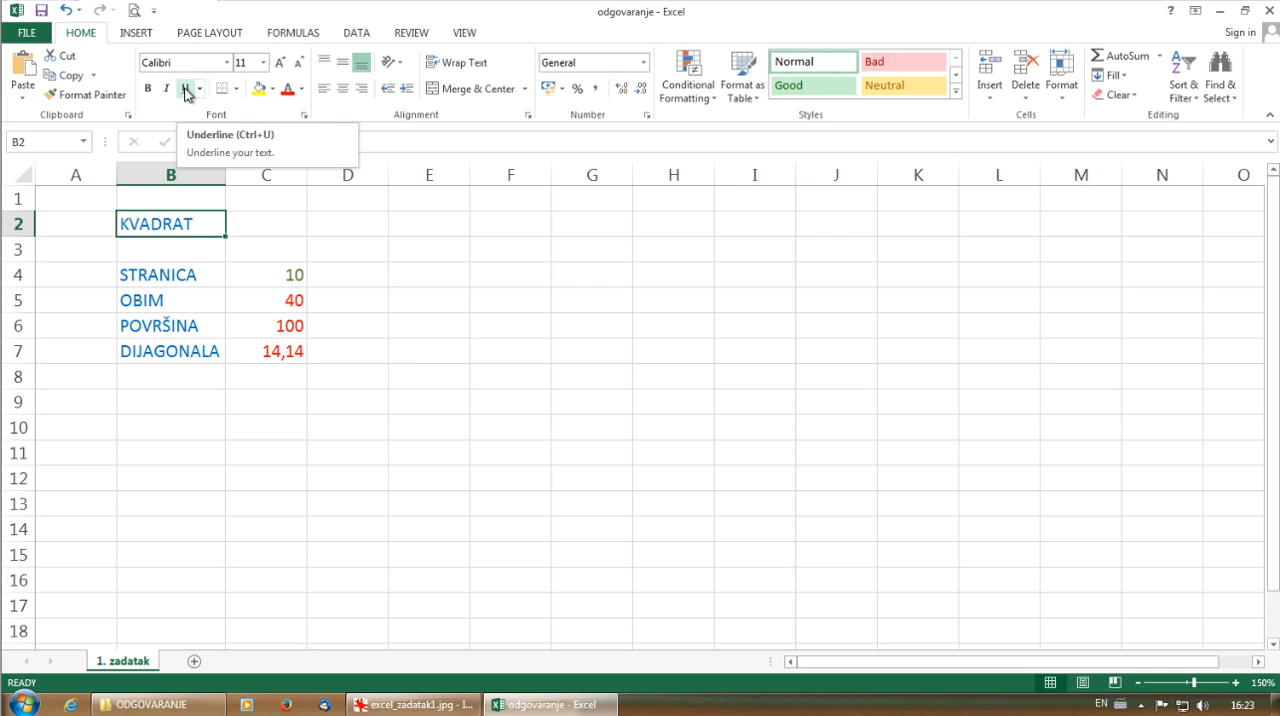 odgovaranje - Excel
?
FILE HOME INSERT PAGE LAYOUT FORMULAS DATA REVIEW VIEW Sign in
Paste
Cut
Copy
Format Painter
Clipboard
Calibri 11
B I U
Font
Wrap Text
Merge & Center
Alignment
General
% ,
Number
Conditional Formatting
Format as Table
Normal Bad
Good Neutral
Styles
Insert Delete Format
Cells
AutoSum
Fill
Clear
Sort & Filter
Find & Select
Editing
B2
Underline (Ctrl+U)
Underline your text.
A B C D E F G H I J K L M N O
1
2 KVADRAT
3
4 STRANICA 10
5 OBIM 40
6 POVRŠINA 100
7 DIJAGONALA 14,14
8
9
10
11
12
13
14
15
16
17
18
1. zadatak
READY 150%
ODGOVARANJE excel_zadatak1.jpg - I... odgovaranje - Excel EN 16:23